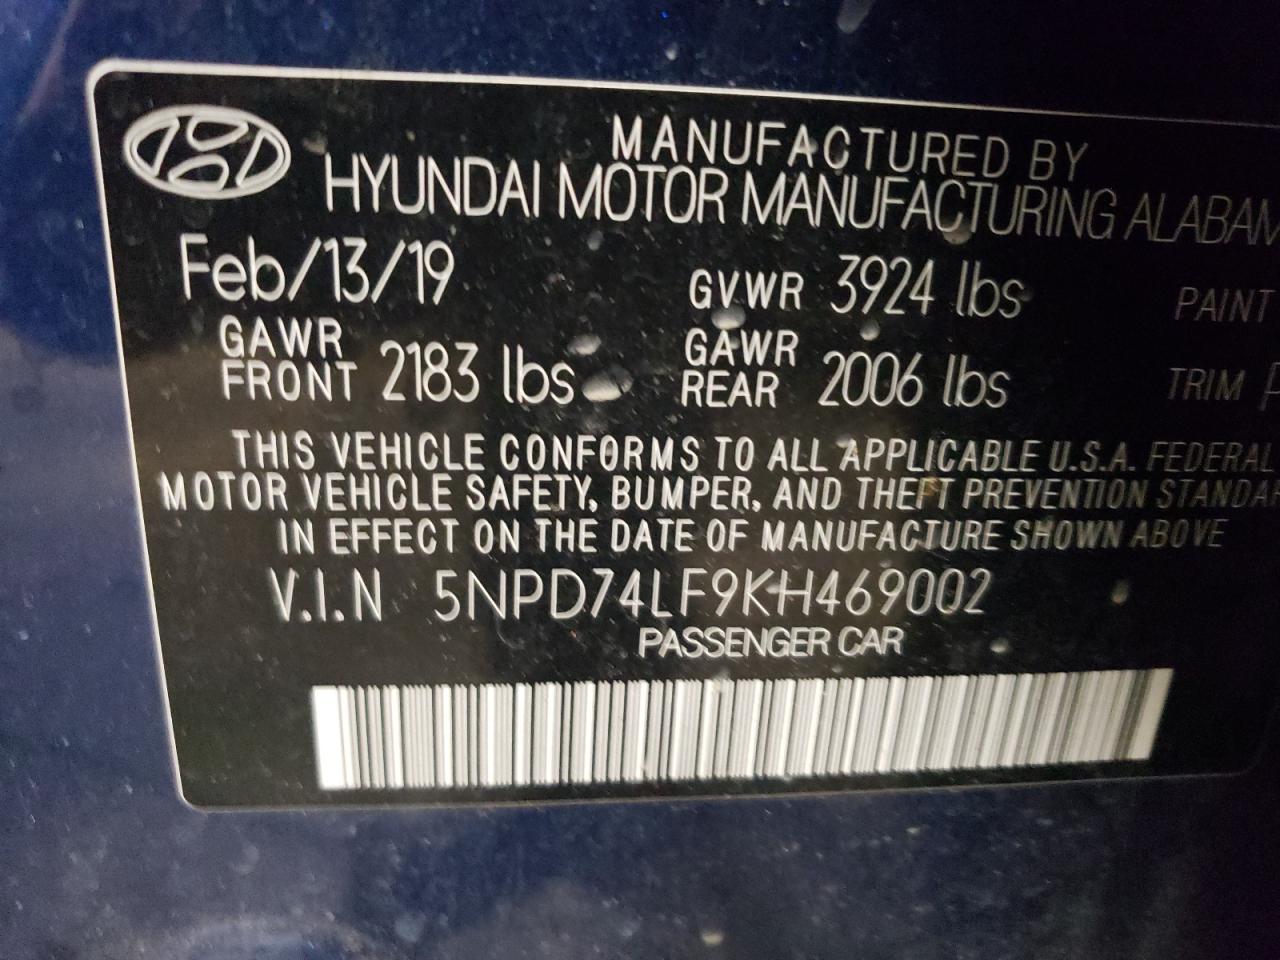 MANUFACTURED BY
HYUNDAI MOTOR MANUFACTURING ALABAM
Feb/13/19 GVWR 3924 lbs PAINT
GAWR FRONT 2183 lbs GAWR REAR 2006 lbs TRIM
THIS VEHICLE CONFORMS TO ALL APPLICABLE U.S.A. FEDERAL
MOTOR VEHICLE SAFETY, BUMPER, AND THEFT PREVENTION STANDA
IN EFFECT ON THE DATE OF MANUFACTURE SHOWN ABOVE
V.I.N 5NPD74LF9KH469002
PASSENGER CAR